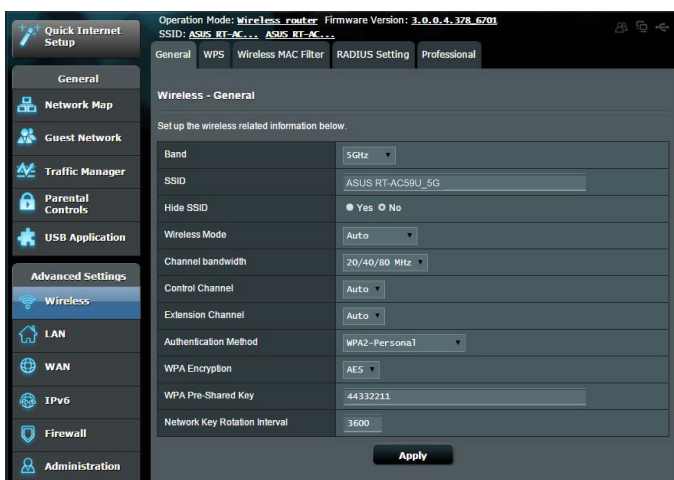 Quick Internet Setup
Operation Mode: Wireless router Firmware Version: 3.0.0.4.378_6701
SSID: ASUS RT-AC... ASUS RT-AC...
General WPS Wireless MAC Filter RADIUS Setting Professional
General
Network Map
Guest Network
Traffic Manager
Parental Controls
USB Application
Advanced Settings
Wireless
LAN
WAN
IPv6
Firewall
Administration
Wireless - General
Set up the wireless related information below.
Band 5GHz
SSID ASUS RT-AC59U_5G
Hide SSID Yes No
Wireless Mode Auto
Channel bandwidth 20/40/80 MHz
Control Channel Auto
Extension Channel Auto
Authentication Method WPA2-Personal
WPA Encryption AES
WPA Pre-Shared Key 44332211
Network Key Rotation Interval 3600
Apply